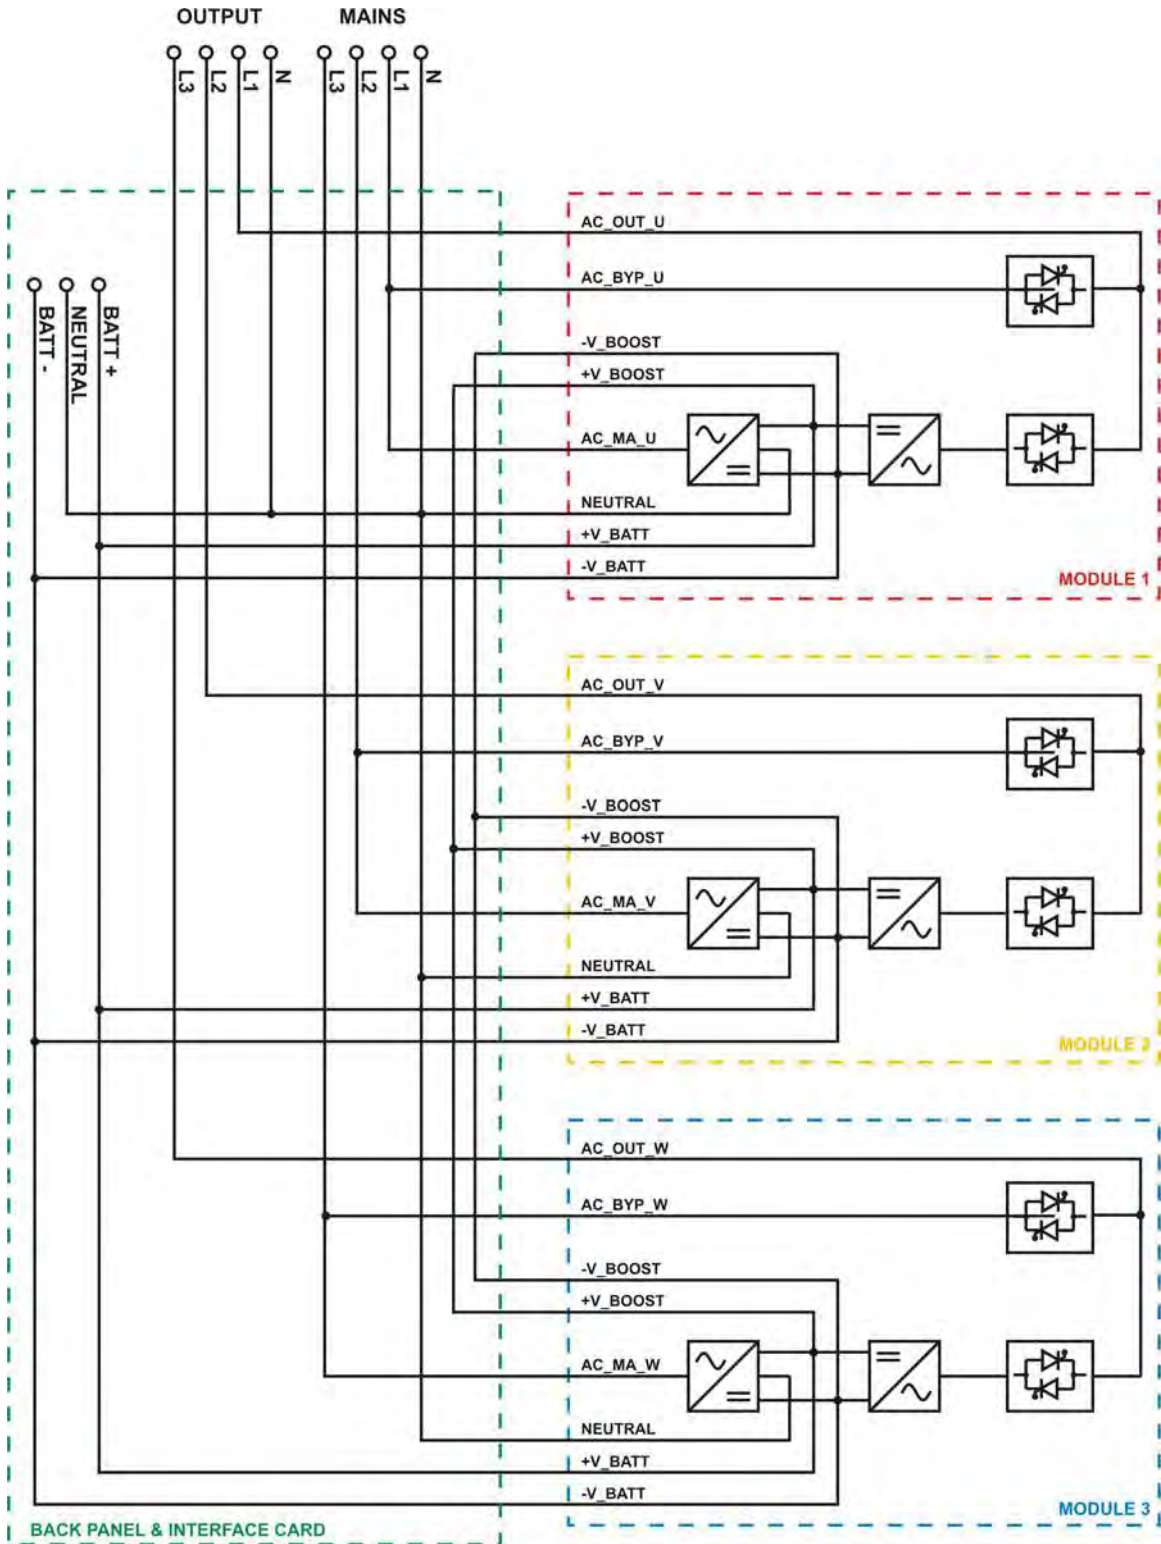 OUTPUT
MAINS
L3
L2
L1
N
L3
L2
L1
N
BATT -
NEUTRAL
BATT +
AC_OUT_U
AC_BYP_U
-V_BOOST
+V_BOOST
AC_MA_U
NEUTRAL
+V_BATT
-V_BATT
MODULE 1
AC_OUT_V
AC_BYP_V
-V_BOOST
+V_BOOST
AC_MA_V
NEUTRAL
+V_BATT
-V_BATT
MODULE 2
AC_OUT_W
AC_BYP_W
-V_BOOST
+V_BOOST
AC_MA_W
NEUTRAL
+V_BATT
-V_BATT
MODULE 3
BACK PANEL & INTERFACE CARD